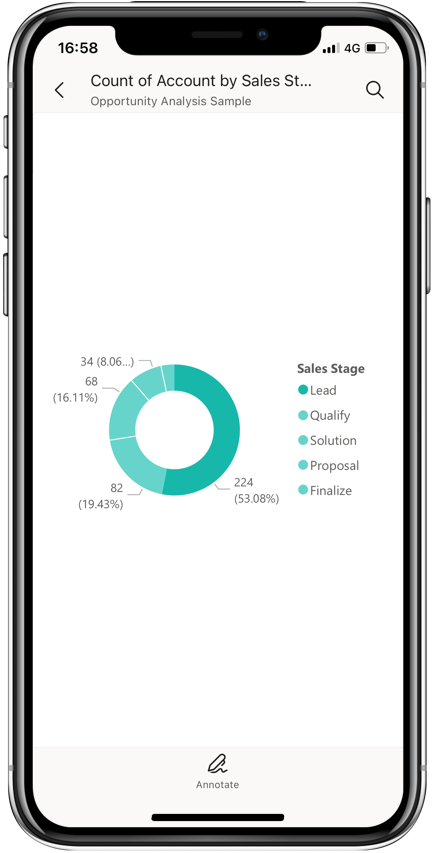 16:58
4G
Count of Account by Sales St...
Opportunity Analysis Sample
34 (8.06...)
68
(16.11%)
82
(19.43%)
224
(53.08%)
Sales Stage
Lead
Qualify
Solution
Proposal
Finalize
Annotate